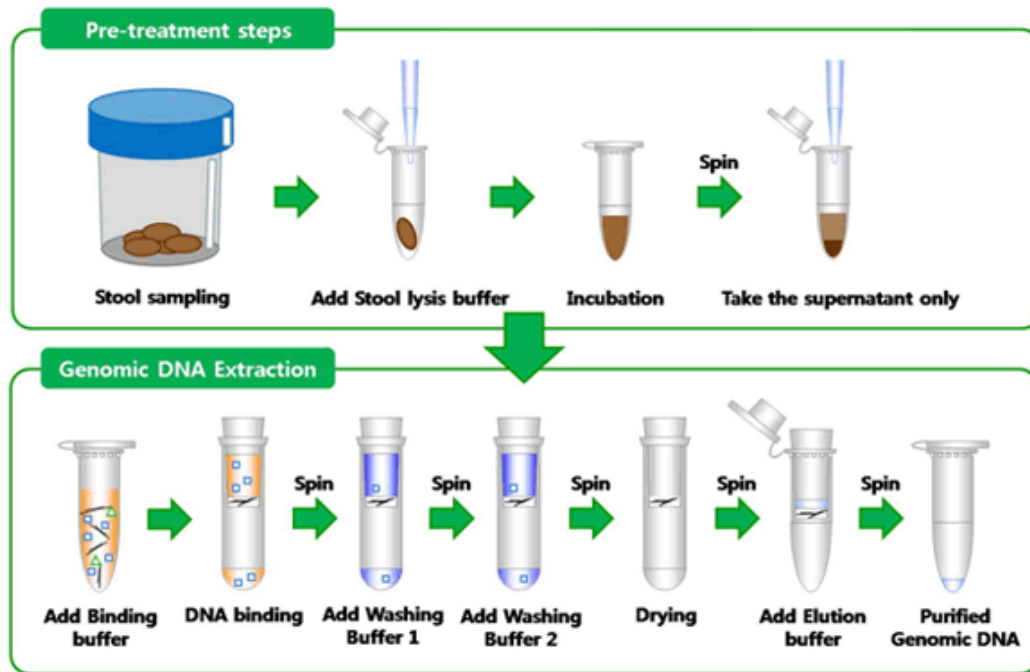 Pre-treatment steps
Spin
Stool sampling
Add Stool lysis buffer
Incubation
Take the supernatant only
Genomic DNA Extraction
Spin
Spin
Spin
Spin
Spin
Add Binding
buffer
DNA binding
Add Washing
Buffer 1
Add Washing
Buffer 2
Drying
Add Elution
buffer
Purified
Genomic DNA